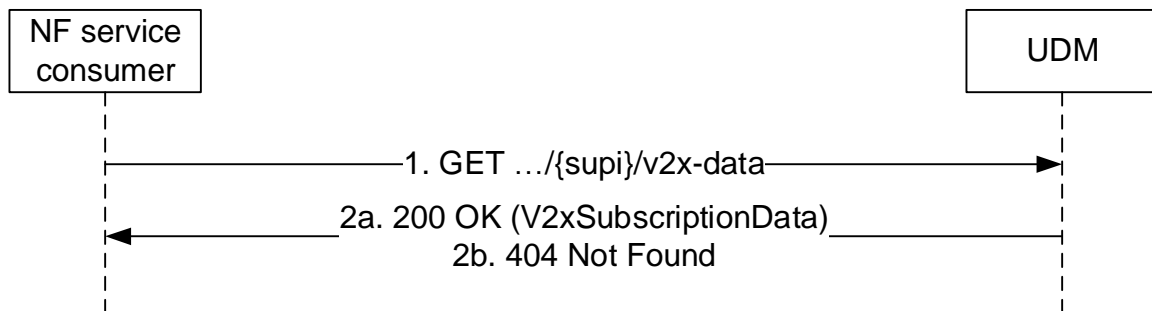 NF service
consumer
UDM
1. GET …/{supi}/v2x-data
2a. 200 OK (V2xSubscriptionData)
2b. 404 Not Found